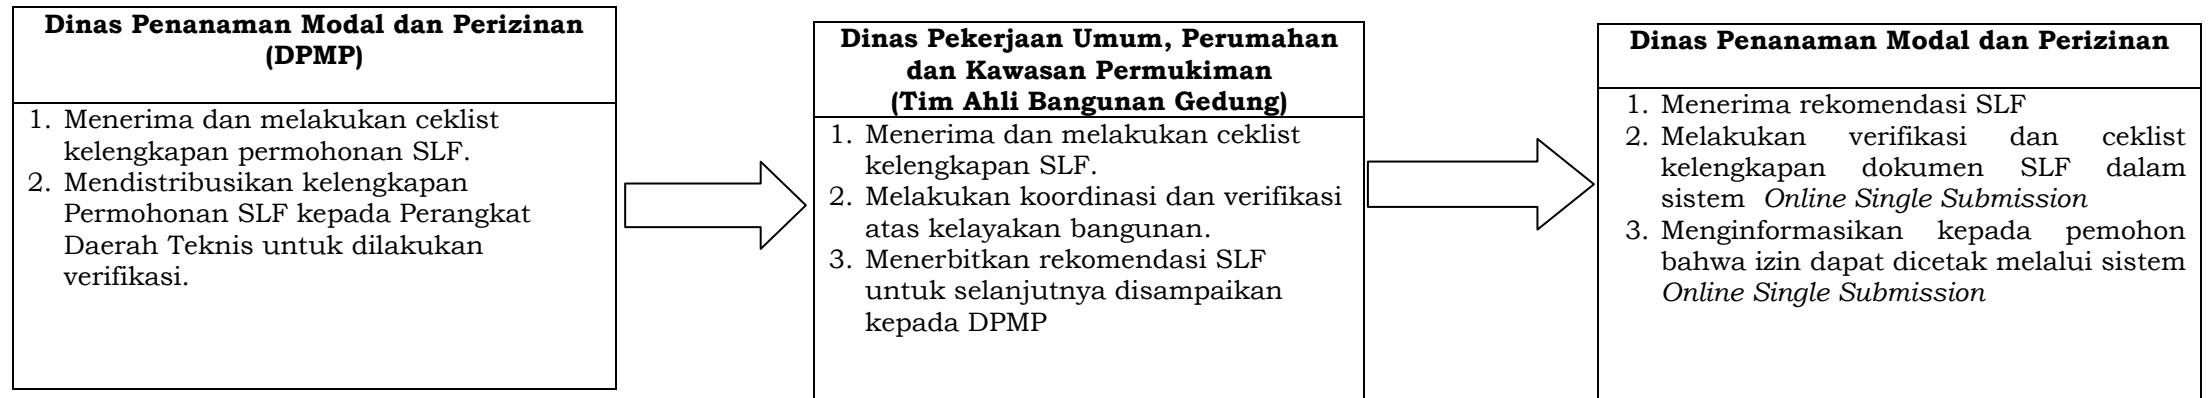 Dinas Penanaman Modal dan Perizinan
(DPMP)
1. Menerima dan melakukan ceklist
kelengkapan permohonan SLF.
2. Mendistribusikan kelengkapan
Permohonan SLF kepada Perangkat
Daerah Teknis untuk dilakukan
verifikasi.
Dinas Pekerjaan Umum, Perumahan
dan Kawasan Permukiman
(Tim Ahli Bangunan Gedung)
1. Menerima dan melakukan ceklist
kelengkapan SLF.
2. Melakukan koordinasi dan verifikasi
atas kelayakan bangunan.
3. Menerbitkan rekomendasi SLF
untuk selanjutnya disampaikan
kepada DPMP
Dinas Penanaman Modal dan Perizinan
1. Menerima rekomendasi SLF
2. Melakukan verifikasi dan ceklist
kelengkapan dokumen SLF dalam
sistem Online Single Submission
3. Menginformasikan kepada pemohon
bahwa izin dapat dicetak melalui sistem
Online Single Submission